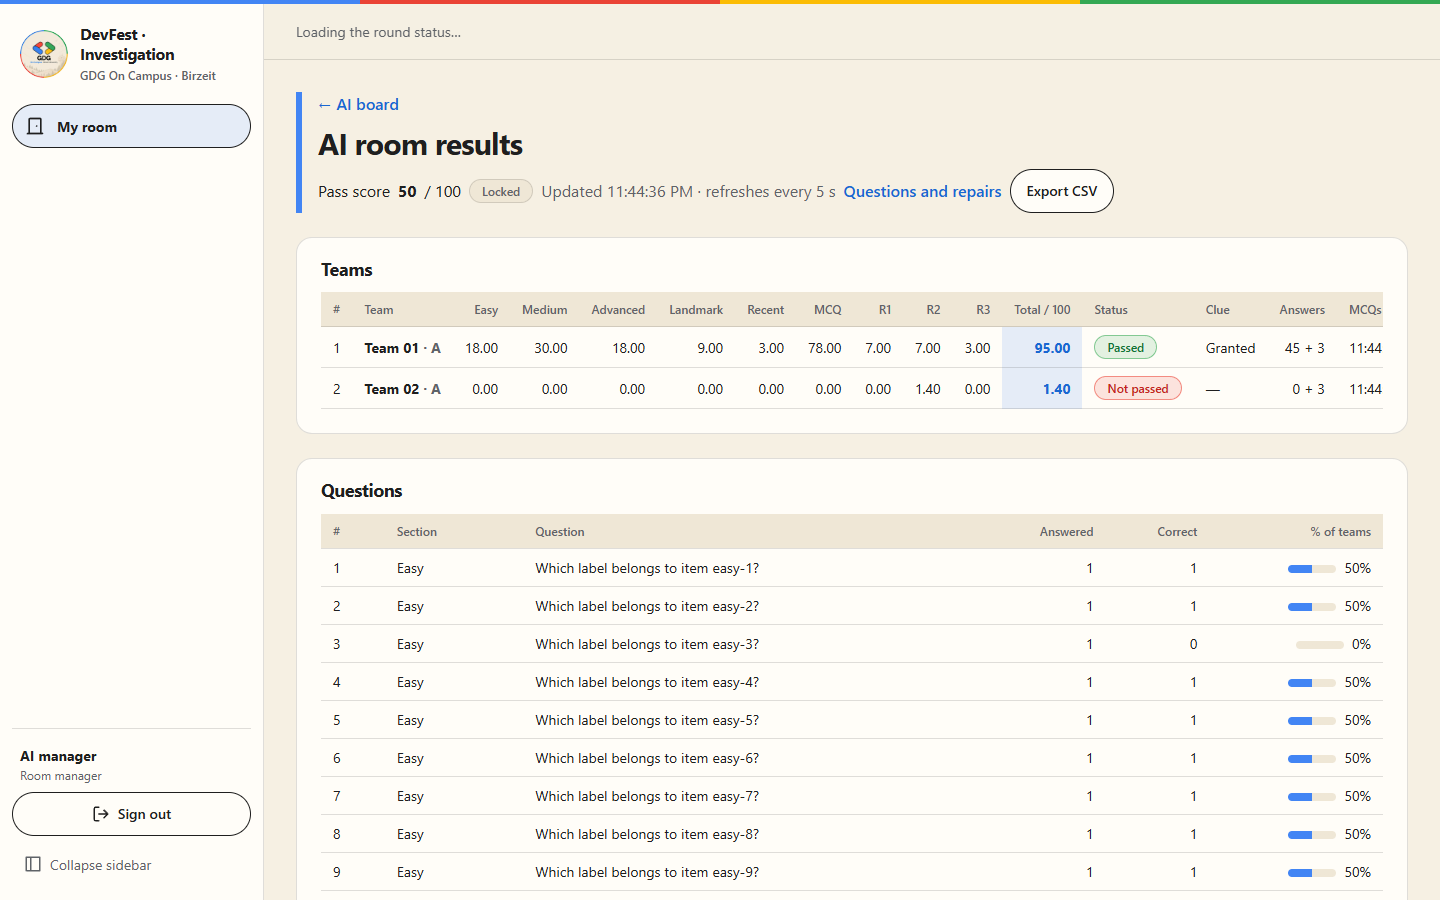 DevFest ·
Investigation
GDG On Campus · Birzeit
GDG
My room
AI manager
Room manager
Sign out
Collapse sidebar
Loading the round status...
← AI board
AI room results
Pass score 50 / 100 Locked Updated 11:44:36 PM · refreshes every 5 s Questions and repairs Export CSV
Teams
# Team Easy Medium Advanced Landmark Recent MCQ R1 R2 R3 Total / 100 Status Clue Answers MCQs
1 Team 01 · A 18.00 30.00 18.00 9.00 3.00 78.00 7.00 7.00 3.00 95.00 Passed Granted 45 + 3 11:44
2 Team 02 · A 0.00 0.00 0.00 0.00 0.00 0.00 0.00 1.40 0.00 1.40 Not passed — 0 + 3 11:44
Questions
# Section Question Answered Correct % of teams
1 Easy Which label belongs to item easy-1? 1 1 50%
2 Easy Which label belongs to item easy-2? 1 1 50%
3 Easy Which label belongs to item easy-3? 1 0 0%
4 Easy Which label belongs to item easy-4? 1 1 50%
5 Easy Which label belongs to item easy-5? 1 1 50%
6 Easy Which label belongs to item easy-6? 1 1 50%
7 Easy Which label belongs to item easy-7? 1 1 50%
8 Easy Which label belongs to item easy-8? 1 1 50%
9 Easy Which label belongs to item easy-9? 1 1 50%